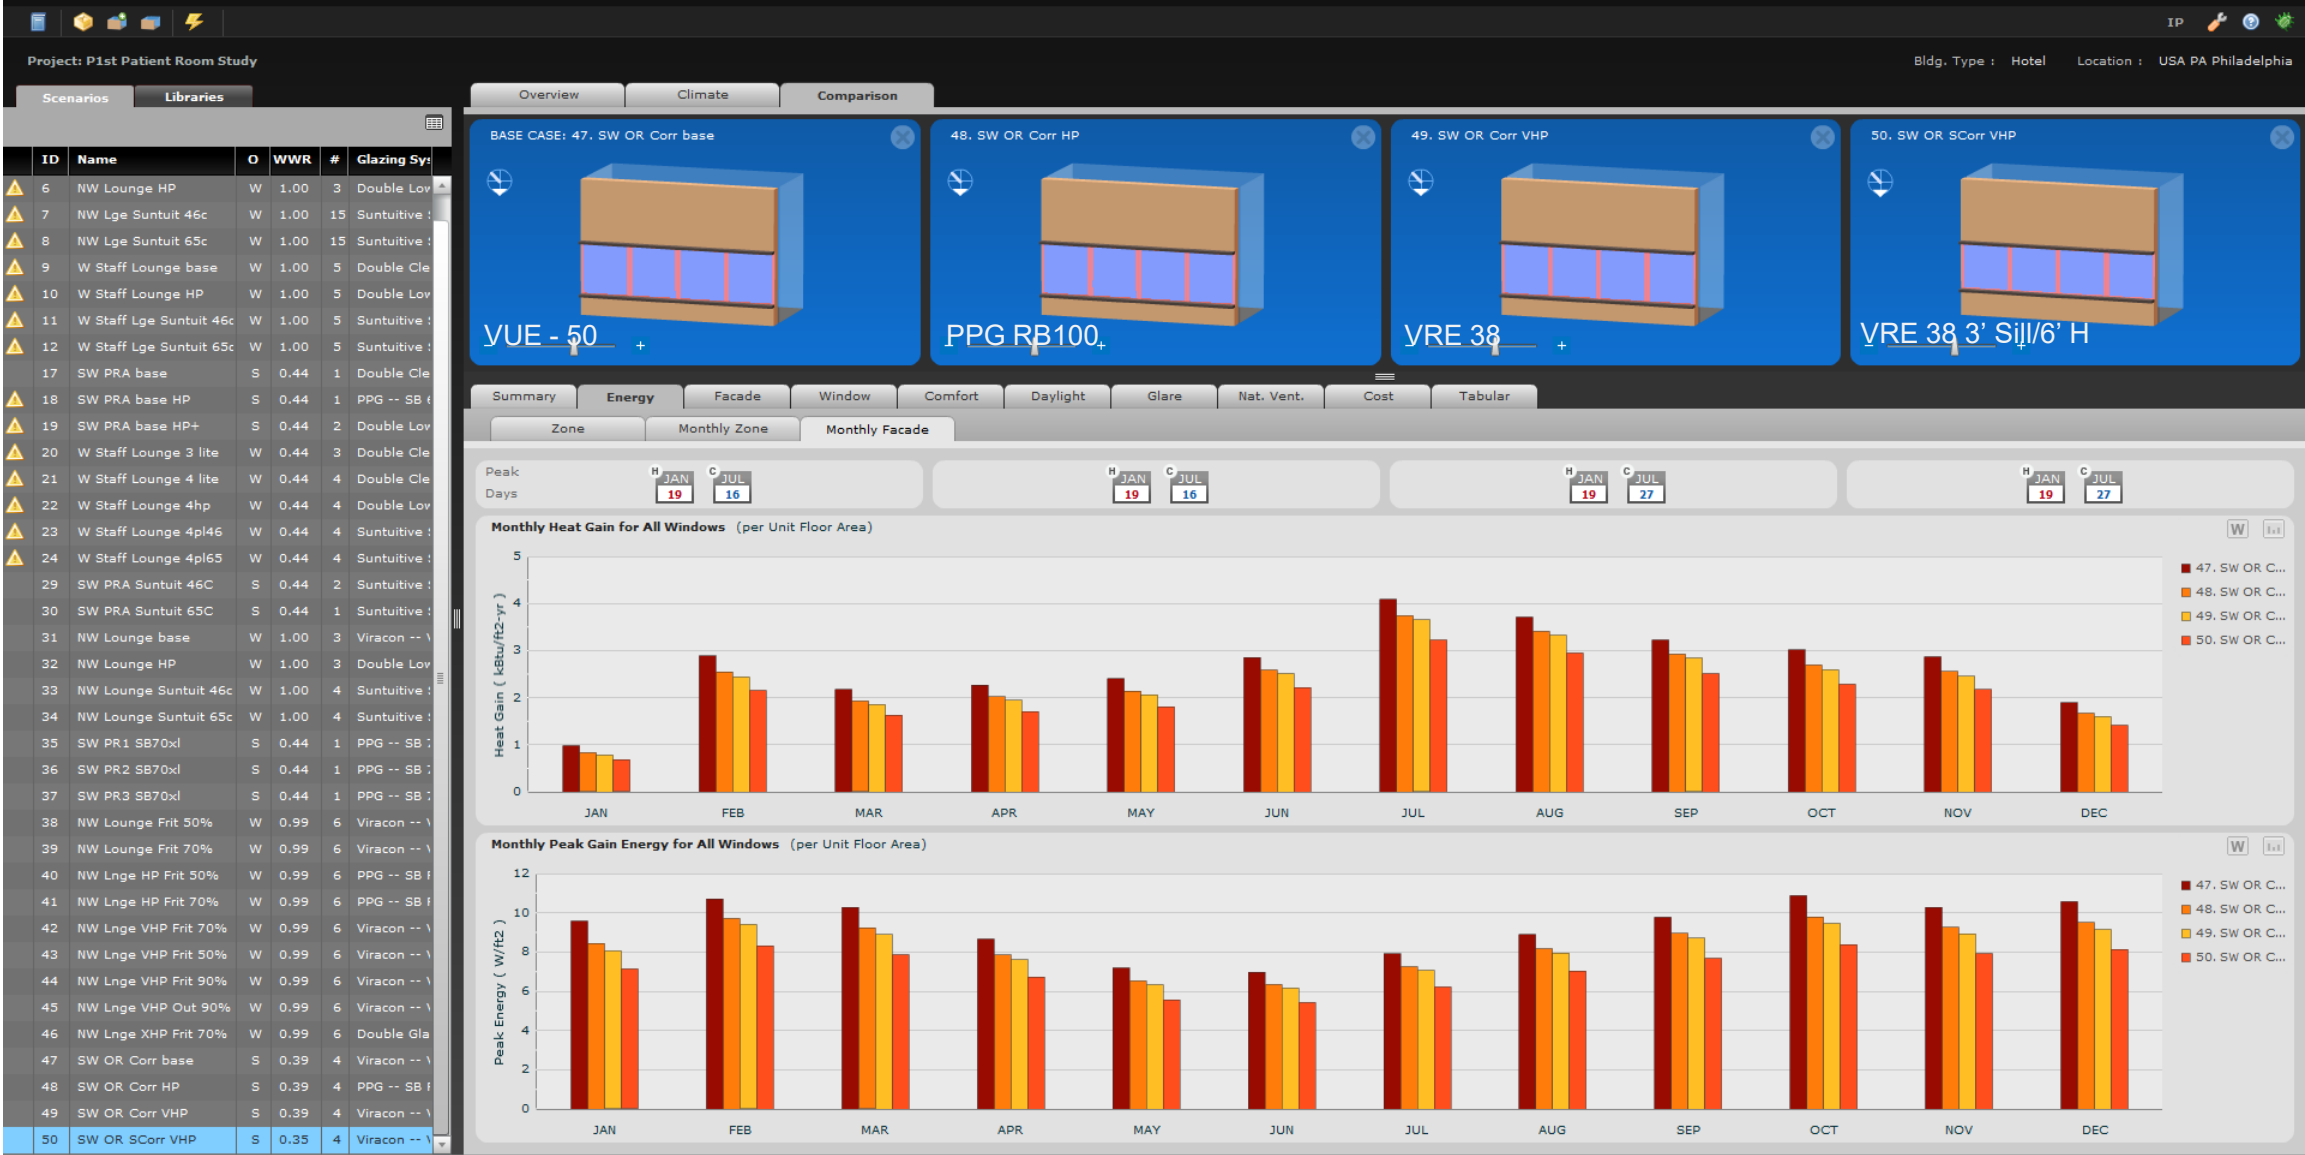 IP
Project: P1st Patient Room Study
Bldg. Type : Hotel Location : USA PA Philadelphia
Scenarios Libraries
Overview Climate Comparison
ID Name O WWR # Glazing Sys
6 NW Lounge HP W 1.00 3 Double Low
7 NW Lge Suntuit 46c W 1.00 15 Suntuitive
8 NW Lge Suntuit 65c W 1.00 15 Suntuitive
9 W Staff Lounge base W 1.00 5 Double Cle
10 W Staff Lounge HP W 1.00 5 Double Low
11 W Staff Lge Suntuit 46c W 1.00 5 Suntuitive
12 W Staff Lge Suntuit 65c W 1.00 5 Suntuitive
17 SW PRA base S 0.44 1 Double Cle
18 SW PRA base HP S 0.44 1 PPG -- SB 6
19 SW PRA base HP+ S 0.44 2 Double Low
20 W Staff Lounge 3 lite W 0.44 3 Double Cle
21 W Staff Lounge 4 lite W 0.44 4 Double Cle
22 W Staff Lounge 4hp W 0.44 4 Double Low
23 W Staff Lounge 4pl46 W 0.44 4 Suntuitive
24 W Staff Lounge 4pl65 W 0.44 4 Suntuitive
29 SW PRA Suntuit 46C S 0.44 2 Suntuitive
30 SW PRA Suntuit 65C S 0.44 1 Suntuitive
31 NW Lounge base W 1.00 3 Viracon --
32 NW Lounge HP W 1.00 3 Double Low
33 NW Lounge Suntuit 46c W 1.00 4 Suntuitive
34 NW Lounge Suntuit 65c W 1.00 4 Suntuitive
35 SW PR1 SB70xl S 0.44 1 PPG -- SB 7
36 SW PR2 SB70xl S 0.44 1 PPG -- SB 7
37 SW PR3 SB70xl S 0.44 1 PPG -- SB 7
38 NW Lounge Frit 50% W 0.99 6 Viracon --
39 NW Lounge Frit 70% W 0.99 6 Viracon --
40 NW Lnge HP Frit 50% W 0.99 6 PPG -- SB
41 NW Lnge HP Frit 70% W 0.99 6 PPG -- SB
42 NW Lnge VHP Frit 70% W 0.99 6 Viracon --
43 NW Lnge VHP Frit 50% W 0.99 6 Viracon --
44 NW Lnge VHP Frit 90% W 0.99 6 Viracon --
45 NW Lnge VHP Out 90% W 0.99 6 Viracon --
46 NW Lnge XHP Frit 70% W 0.99 6 Double Gla
47 SW OR Corr base S 0.39 4 Viracon --
48 SW OR Corr HP S 0.39 4 PPG -- SB
49 SW OR Corr VHP S 0.39 4 Viracon --
50 SW OR SCorr VHP S 0.35 4 Viracon --
BASE CASE: 47. SW OR Corr base
VUE - 50
- +
48. SW OR Corr HP
PPG RB100
- +
49. SW OR Corr VHP
VRE 38
- +
50. SW OR SCorr VHP
VRE 38 3' Sill/6' H
- +
Summary Energy Facade Window Comfort Daylight Glare Nat. Vent. Cost Tabular
Zone Monthly Zone Monthly Facade
Peak
Days
H JAN 19 C JUL 16
H JAN 19 C JUL 16
H JAN 19 C JUL 27
H JAN 19 C JUL 27
Monthly Heat Gain for All Windows (per Unit Floor Area)
W
Heat Gain ( kBtu/ft2-yr )
5
4
3
2
1
0
JAN FEB MAR APR MAY JUN JUL AUG SEP OCT NOV DEC
47. SW OR C...
48. SW OR C...
49. SW OR C...
50. SW OR C...
Monthly Peak Gain Energy for All Windows (per Unit Floor Area)
W
Peak Energy ( W/ft2 )
12
10
8
6
4
2
0
JAN FEB MAR APR MAY JUN JUL AUG SEP OCT NOV DEC
47. SW OR C...
48. SW OR C...
49. SW OR C...
50. SW OR C...